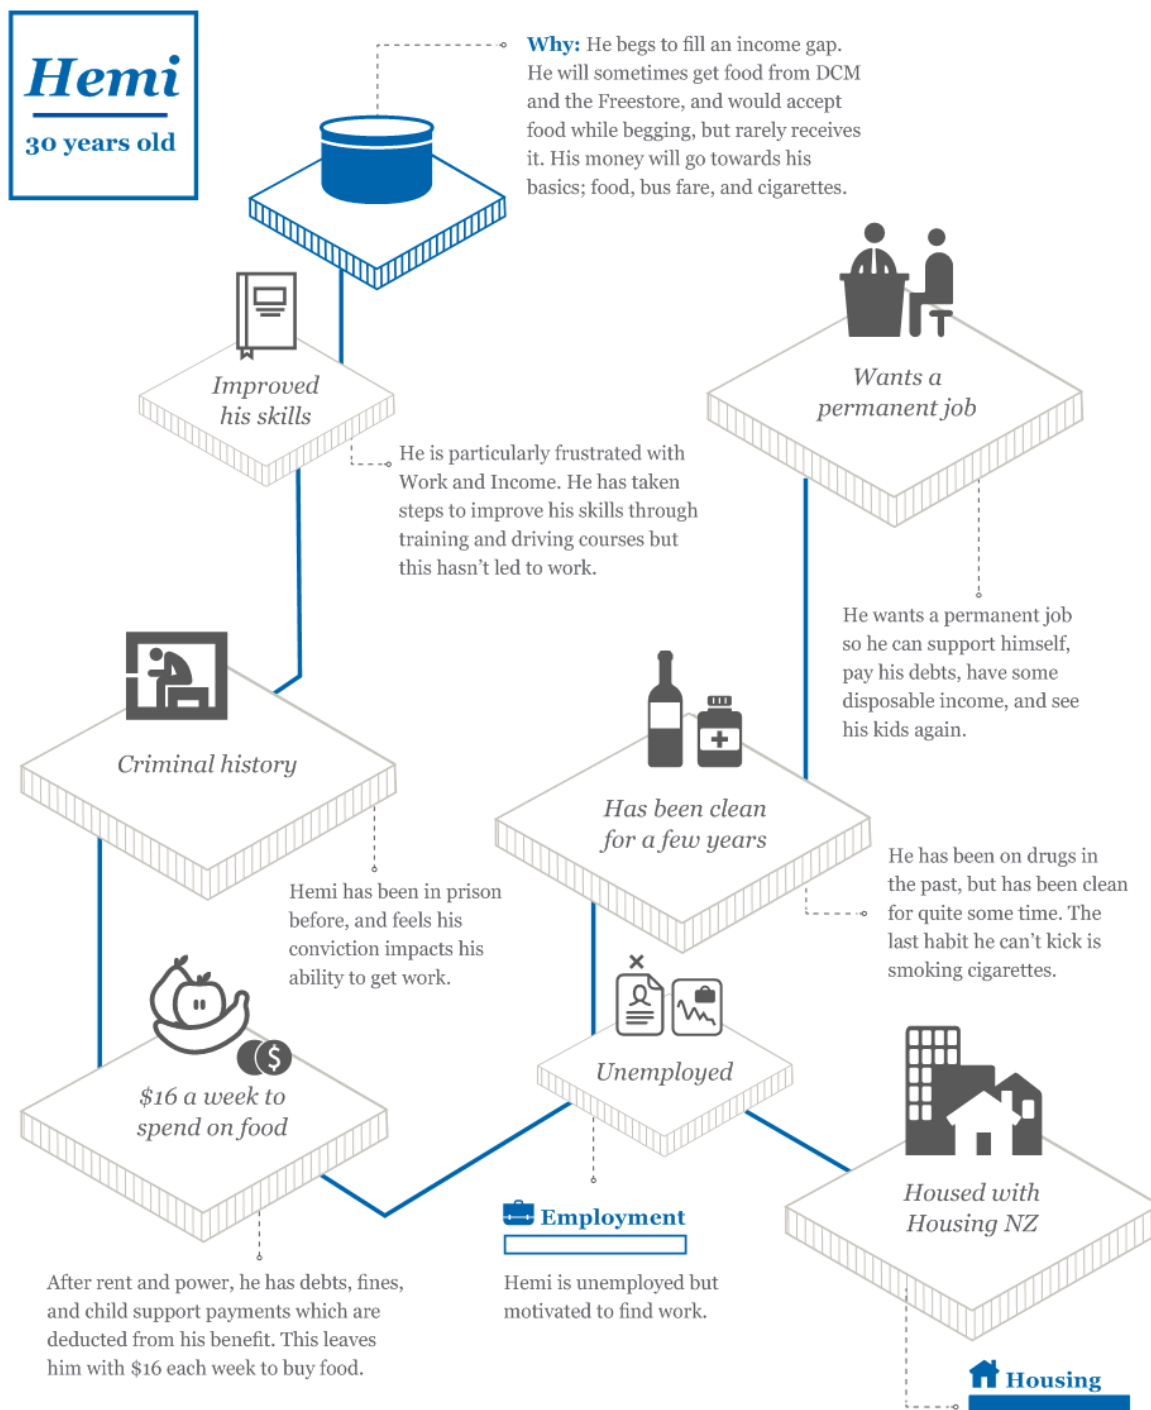 Hemi
30 years old
Why: He begs to fill an income gap.
He will sometimes get food from DCM
and the Freestore, and would accept
food while begging, but rarely receives
it. His money will go towards his
basics; food, bus fare, and cigarettes.
Improved
his skills
He is particularly frustrated with
Work and Income. He has taken
steps to improve his skills through
training and driving courses but
this hasn't led to work.
Wants a
permanent job
He wants a permanent job
so he can support himself,
pay his debts, have some
disposable income, and see
his kids again.
Criminal history
Hemi has been in prison
before, and feels his
conviction impacts his
ability to get work.
Has been clean
for a few years
He has been on drugs in
the past, but has been clean
for quite some time. The
last habit he can't kick is
smoking cigarettes.
$
$16 a week to
spend on food
After rent and power, he has debts, fines,
and child support payments which are
deducted from his benefit. This leaves
him with $16 each week to buy food.
Unemployed
Employment
Hemi is unemployed but
motivated to find work.
Housed with
Housing NZ
Housing